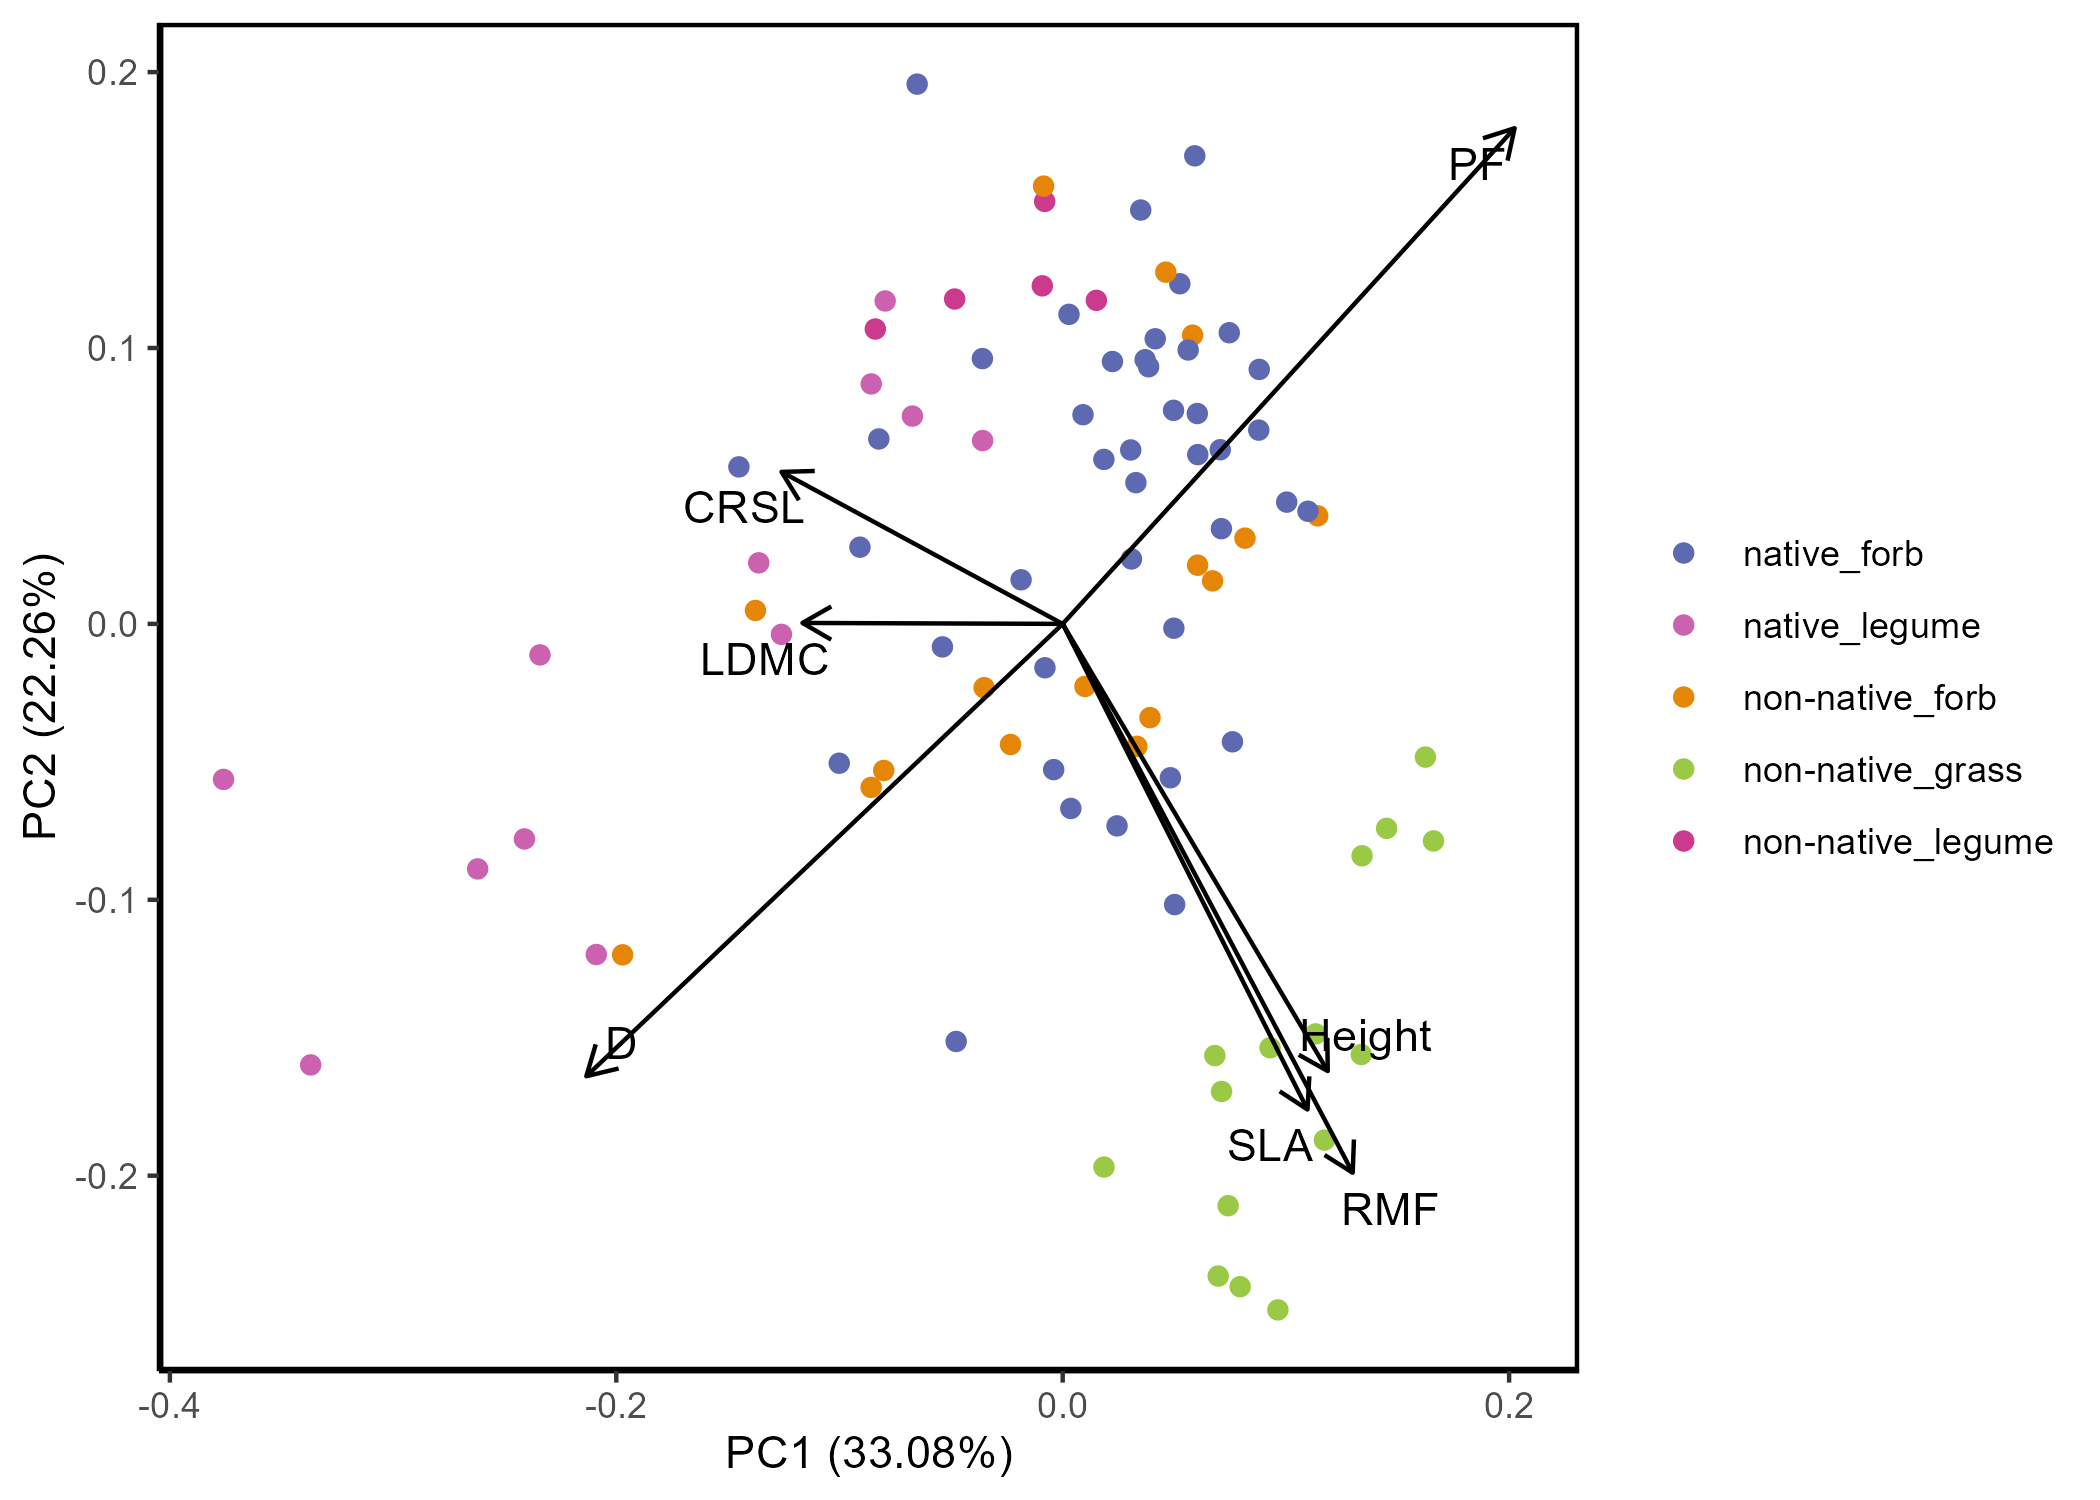 0.2
0.1
0.0
-0.1
-0.2
PC2 (22.26%)
PF
CRSL
LDMC
D
Height
SLA
RMF
-0.4
-0.2
0.0
0.2
PC1 (33.08%)
native_forb
native_legume
non-native_forb
non-native_grass
non-native_legume